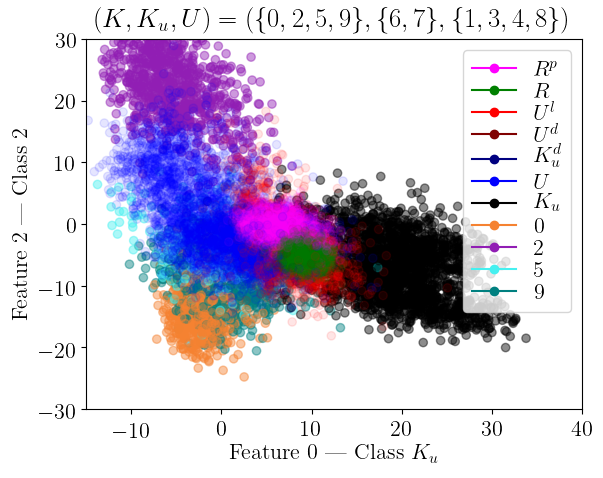 (K, K_u, U) = ({0, 2, 5, 9}, {6, 7}, {1, 3, 4, 8})
Feature 2 — Class 2
30
20
10
0
−10
−20
−30
−10
0
10
20
30
40
Feature 0 — Class K_u
R^p
R
U^l
U^d
K_u^d
U
K_u
0
2
5
9